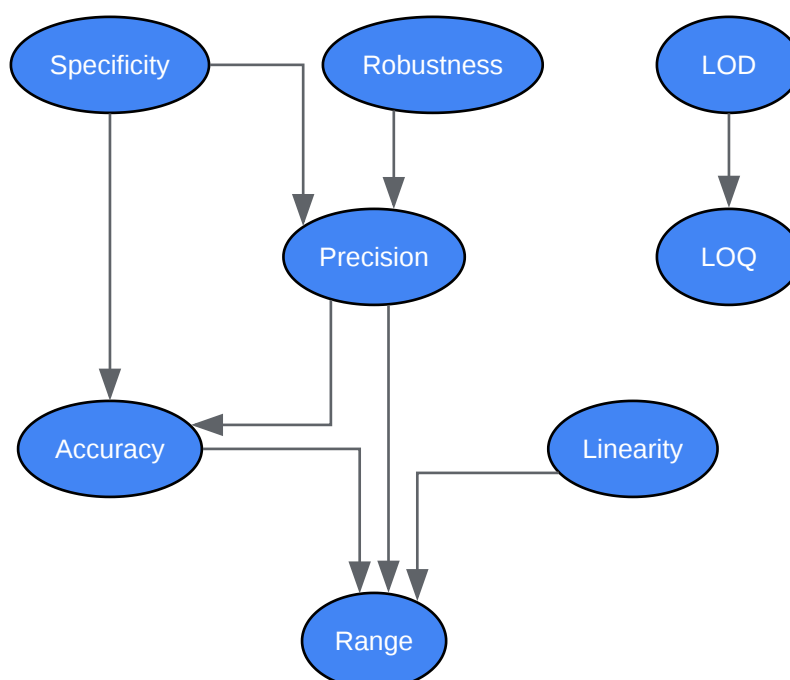 Specificity
Robustness
LOD
Precision
LOQ
Accuracy
Linearity
Range